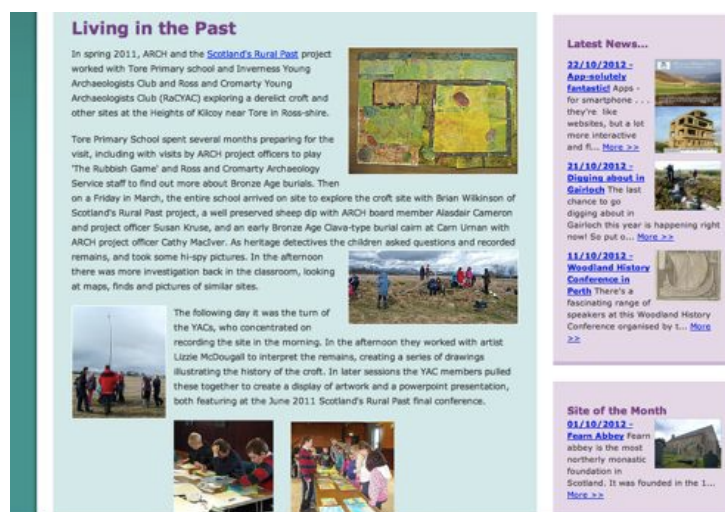 Living in the Past
In spring 2011, ARCH and the Scotland's Rural Past project
worked with Tore Primary school and Inverness Young
Archaeologists Club and Ross and Cromarty Young
Archaeologists Club (RaCYAC) exploring a derelict croft and
other sites at the Heights of Kilcoy near Tore in Ross-shire.
Tore Primary School spent several months preparing for the
visit, including with visits by ARCH project officers to play
'The Rubbish Game' and Ross and Cromarty Archaeology
Service staff to find out more about Bronze Age burials. Then
on a Friday in March, the entire school arrived on site to explore the croft site with Brian Wilkinson of
Scotland's Rural Past project, a well preserved sheep dip with ARCH board member Alasdair Cameron
and project officer Susan Kruse, and an early Bronze Age Clava-type burial cairn at Carn Urnan with
ARCH project officer Cathy MacIver. As heritage detectives the children asked questions and recorded
remains, and took some hi-spy pictures. In the afternoon
there was more investigation back in the classroom, looking
at maps, finds and pictures of similar sites.
The following day it was the turn of
the YACs, who concentrated on
recording the site in the morning. In the afternoon they worked with artist
Lizzie McDougall to interpret the remains, creating a series of drawings
illustrating the history of the croft. In later sessions the YAC members pulled
these together to create a display of artwork and a powerpoint presentation,
both featuring at the June 2011 Scotland's Rural Past final conference.
Latest News...
22/10/2012 -
App-solutely
fantastic! Apps -
for smartphone . . .
they're like
websites, but a lot
more interactive
and fl... More >>
21/10/2012 -
Digging about in
Gairloch The last
chance to go
digging about in
Gairloch this year is happening right
now! So put o... More >>
11/10/2012 -
Woodland History
Conference in
Perth There's a
fascinating range of
speakers at this Woodland History
Conference organised by t... More
>>
Site of the Month
01/10/2012 -
Fearn Abbey Fearn
abbey is the most
northerly monastic
foundation in
Scotland. It was founded in the 1...
More >>